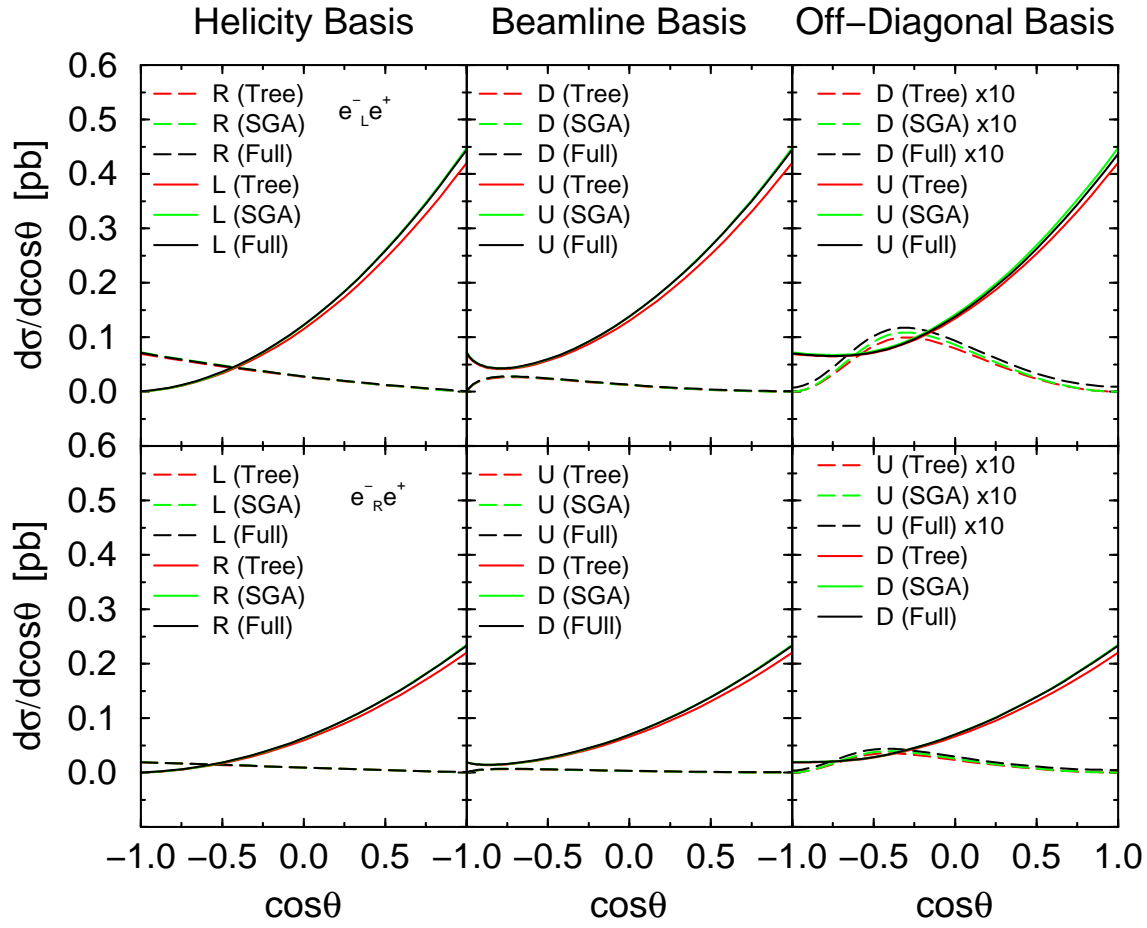 Helicity Basis
Beamline Basis
Off−Diagonal Basis
dσ/dcosθ [pb]
0.6
0.5
0.4
0.3
0.2
0.1
0.0
R (Tree)
R (SGA)
R (Full)
L (Tree)
L (SGA)
L (Full)
e⁻L e⁺
D (Tree)
D (SGA)
D (Full)
U (Tree)
U (SGA)
U (Full)
D (Tree) x10
D (SGA) x10
D (Full) x10
U (Tree)
U (SGA)
U (Full)
dσ/dcosθ [pb]
0.6
0.5
0.4
0.3
0.2
0.1
0.0
L (Tree)
L (SGA)
L (Full)
R (Tree)
R (SGA)
R (Full)
e⁻R e⁺
U (Tree)
U (SGA)
U (Full)
D (Tree)
D (SGA)
D (FUll)
U (Tree) x10
U (SGA) x10
U (Full) x10
D (Tree)
D (SGA)
D (Full)
−1.0 −0.5 0.0 0.5 −1.0 −0.5 0.0 0.5 −1.0 −0.5 0.0 0.5 1.0
cosθ cosθ cosθ